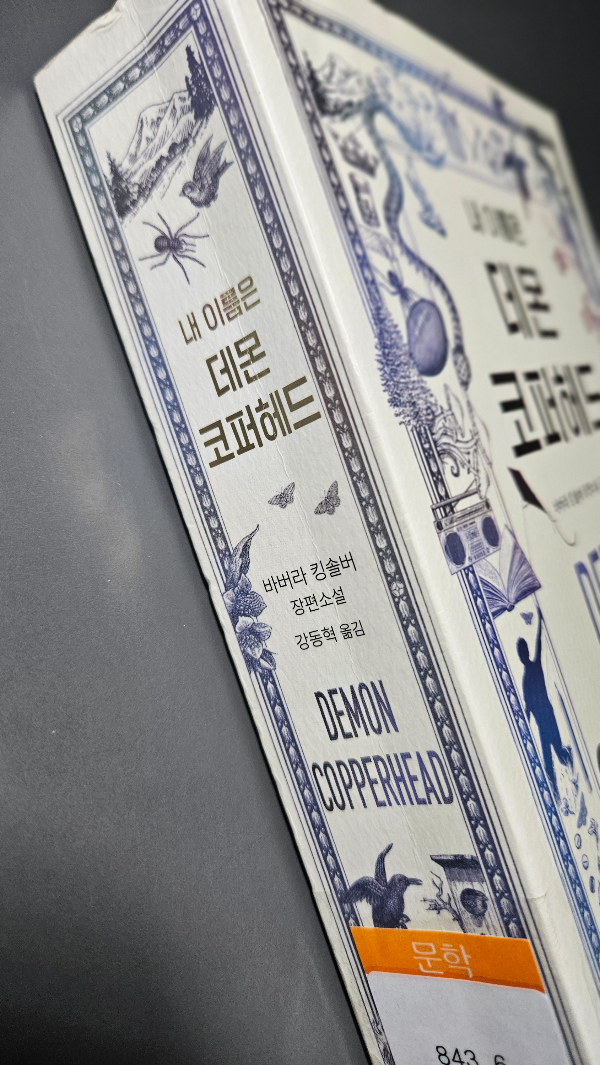 내 이름은
데몬
코퍼헤드
바버라 킹솔버
장편소설
강동혁 옮김
DEMON
COPPERHEAD
문학
843.6
내 이름은
데몬
코퍼헤드